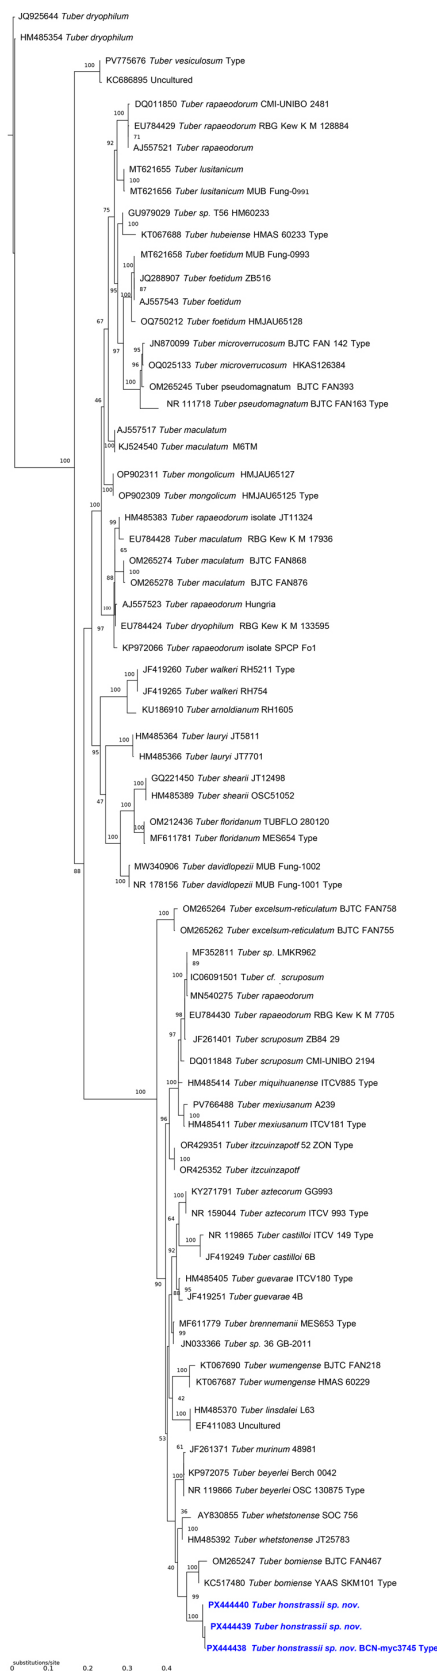 JQ925644 Tuber dryophilum
HM485354 Tuber dryophilum
PV775676 Tuber vesiculosum Type
100
KC686895 Uncultured
DQ011850 Tuber rapaeodorum CMI-UNIBO 2481
100
EU784429 Tuber rapaeodorum RBG Kew K M 128884
71
92
AJ557521 Tuber rapaeodorum
MT621655 Tuber lusitanicum
100
MT621656 Tuber lusitanicum MUB Fung-0991
75
GU979029 Tuber sp. T56 HM60233
100
KT067688 Tuber hubeiense HMAS 60233 Type
MT621658 Tuber foetidum MUB Fung-0993
100
JQ288907 Tuber foetidum ZB516
87
95
AJ557543 Tuber foetidum
100
OQ750212 Tuber foetidum HMJAU65128
67
JN870099 Tuber microverrucosum BJTC FAN 142 Type
95
97
OQ025133 Tuber microverrucosum HKAS126384
96
OM265245 Tuber pseudomagnatum BJTC FAN393
100
46
NR 111718 Tuber pseudomagnatum BJTC FAN163 Type
AJ557517 Tuber maculatum
100
KJ524540 Tuber maculatum M6TM
100
OP902311 Tuber mongolicum HMJAU65127
100
OP902309 Tuber mongolicum HMJAU65125 Type
100
HM485383 Tuber rapaeodorum isolate JT11324
99
EU784428 Tuber maculatum RBG Kew K M 17936
65
OM265274 Tuber maculatum BJTC FAN868
100
88
OM265278 Tuber maculatum BJTC FAN876
AJ557523 Tuber rapaeodorum Hungria
100
EU784424 Tuber dryophilum RBG Kew K M 133595
97
KP972066 Tuber rapaeodorum isolate SPCP Fo1
JF419260 Tuber walkeri RH5211 Type
100
JF419265 Tuber walkeri RH754
100
KU186910 Tuber arnoldianum RH1605
HM485364 Tuber lauryi JT5811
100
95
HM485366 Tuber lauryi JT7701
GQ221450 Tuber shearii JT12498
100
HM485389 Tuber shearii OSC51052
47
100
OM212436 Tuber floridanum TUBFLO 280120
100
MF611781 Tuber floridanum MES654 Type
100
MW340906 Tuber davidlopezii MUB Fung-1002
88
100
NR 178156 Tuber davidlopezii MUB Fung-1001 Type
OM265264 Tuber excelsum-reticulatum BJTC FAN758
100
OM265262 Tuber excelsum-reticulatum BJTC FAN755
MF352811 Tuber sp. LMKR962
89
100
IC06091501 Tuber cf. scruposum
MN540275 Tuber rapaeodorum
98
EU784430 Tuber rapaeodorum RBG Kew K M 7705
97
JF261401 Tuber scruposum ZB84 29
DQ011848 Tuber scruposum CMI-UNIBO 2194
100
HM485414 Tuber miquihuanense ITCV885 Type
100
PV766488 Tuber mexiusanum A239
100
HM485411 Tuber mexiusanum ITCV181 Type
96
OR429351 Tuber itzcuinzapotf 52 ZON Type
100
OR425352 Tuber itzcuinzapotf
KY271791 Tuber aztecorum GG993
100
NR 159044 Tuber aztecorum ITCV 993 Type
64
NR 119865 Tuber castilloi ITCV 149 Type
100
92
JF419249 Tuber castilloi 6B
90
HM485405 Tuber guevarae ITCV180 Type
88
95
JF419251 Tuber guevarae 4B
MF611779 Tuber brennemanii MES653 Type
99
JN033366 Tuber sp. 36 GB-2011
KT067690 Tuber wumengense BJTC FAN218
100
KT067687 Tuber wumengense HMAS 60229
42
HM485370 Tuber linsdalei L63
100
EF411083 Uncultured
53
JF261371 Tuber murinum 48981
61
KP972075 Tuber beyerlei Berch 0042
100
NR 119866 Tuber beyerlei OSC 130875 Type
AY830855 Tuber whetstonense SOC 756
36
100
HM485392 Tuber whetstonense JT25783
OM265247 Tuber bomiense BJTC FAN467
40
100
KC517480 Tuber bomiense YAAS SKM101 Type
99
PX444440 Tuber honstrassii sp. nov.
100
PX444439 Tuber honstrassii sp. nov.
PX444438 Tuber honstrassii sp. nov. BCN-myc3745 Type
substitutions/site
0 0.1 0.2 0.3 0.4